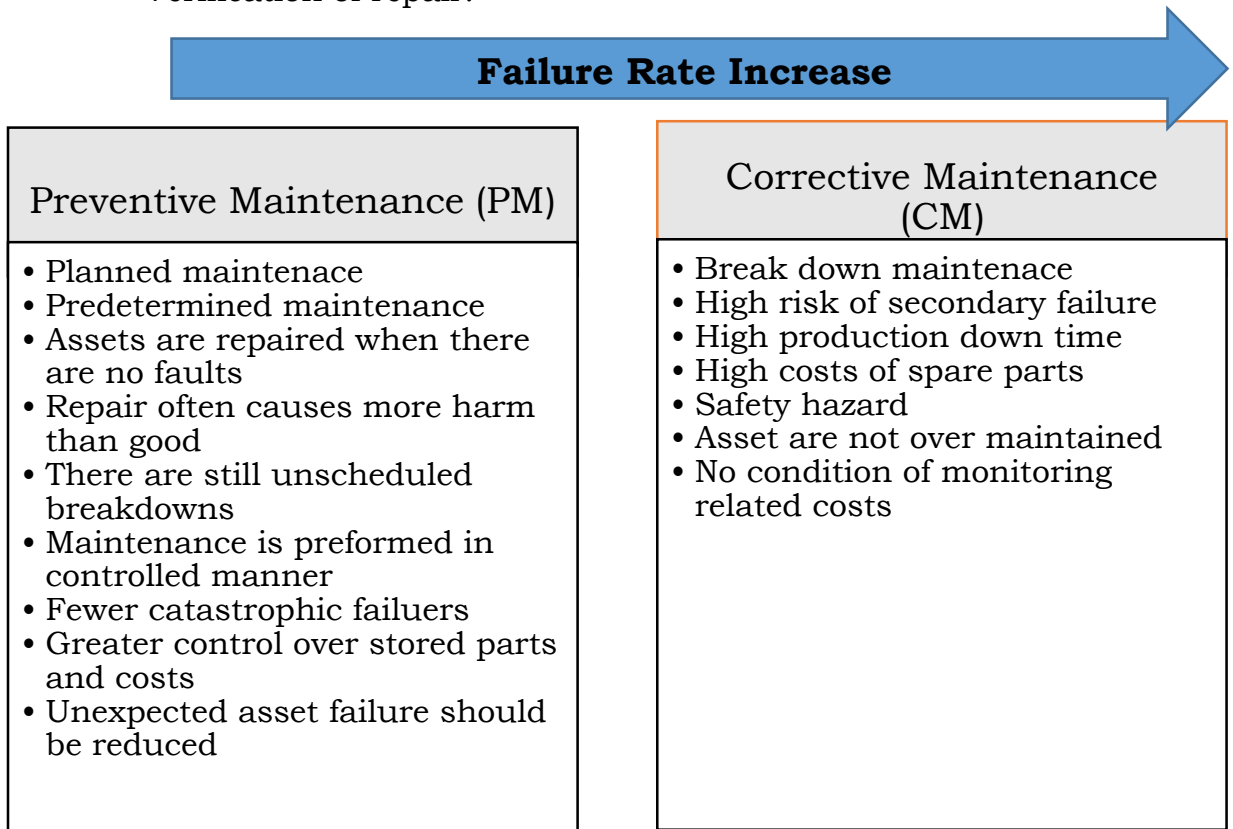 verification of repair.
Failure Rate Increase
Preventive Maintenance (PM)
• Planned maintenace
• Predetermined maintenance
• Assets are repaired when there
are no faults
• Repair often causes more harm
than good
• There are still unscheduled
breakdowns
• Maintenance is preformed in
controlled manner
• Fewer catastrophic failuers
• Greater control over stored parts
and costs
• Unexpected asset failure should
be reduced
Corrective Maintenance
(CM)
• Break down maintenace
• High risk of secondary failure
• High production down time
• High costs of spare parts
• Safety hazard
• Asset are not over maintained
• No condition of monitoring
related costs